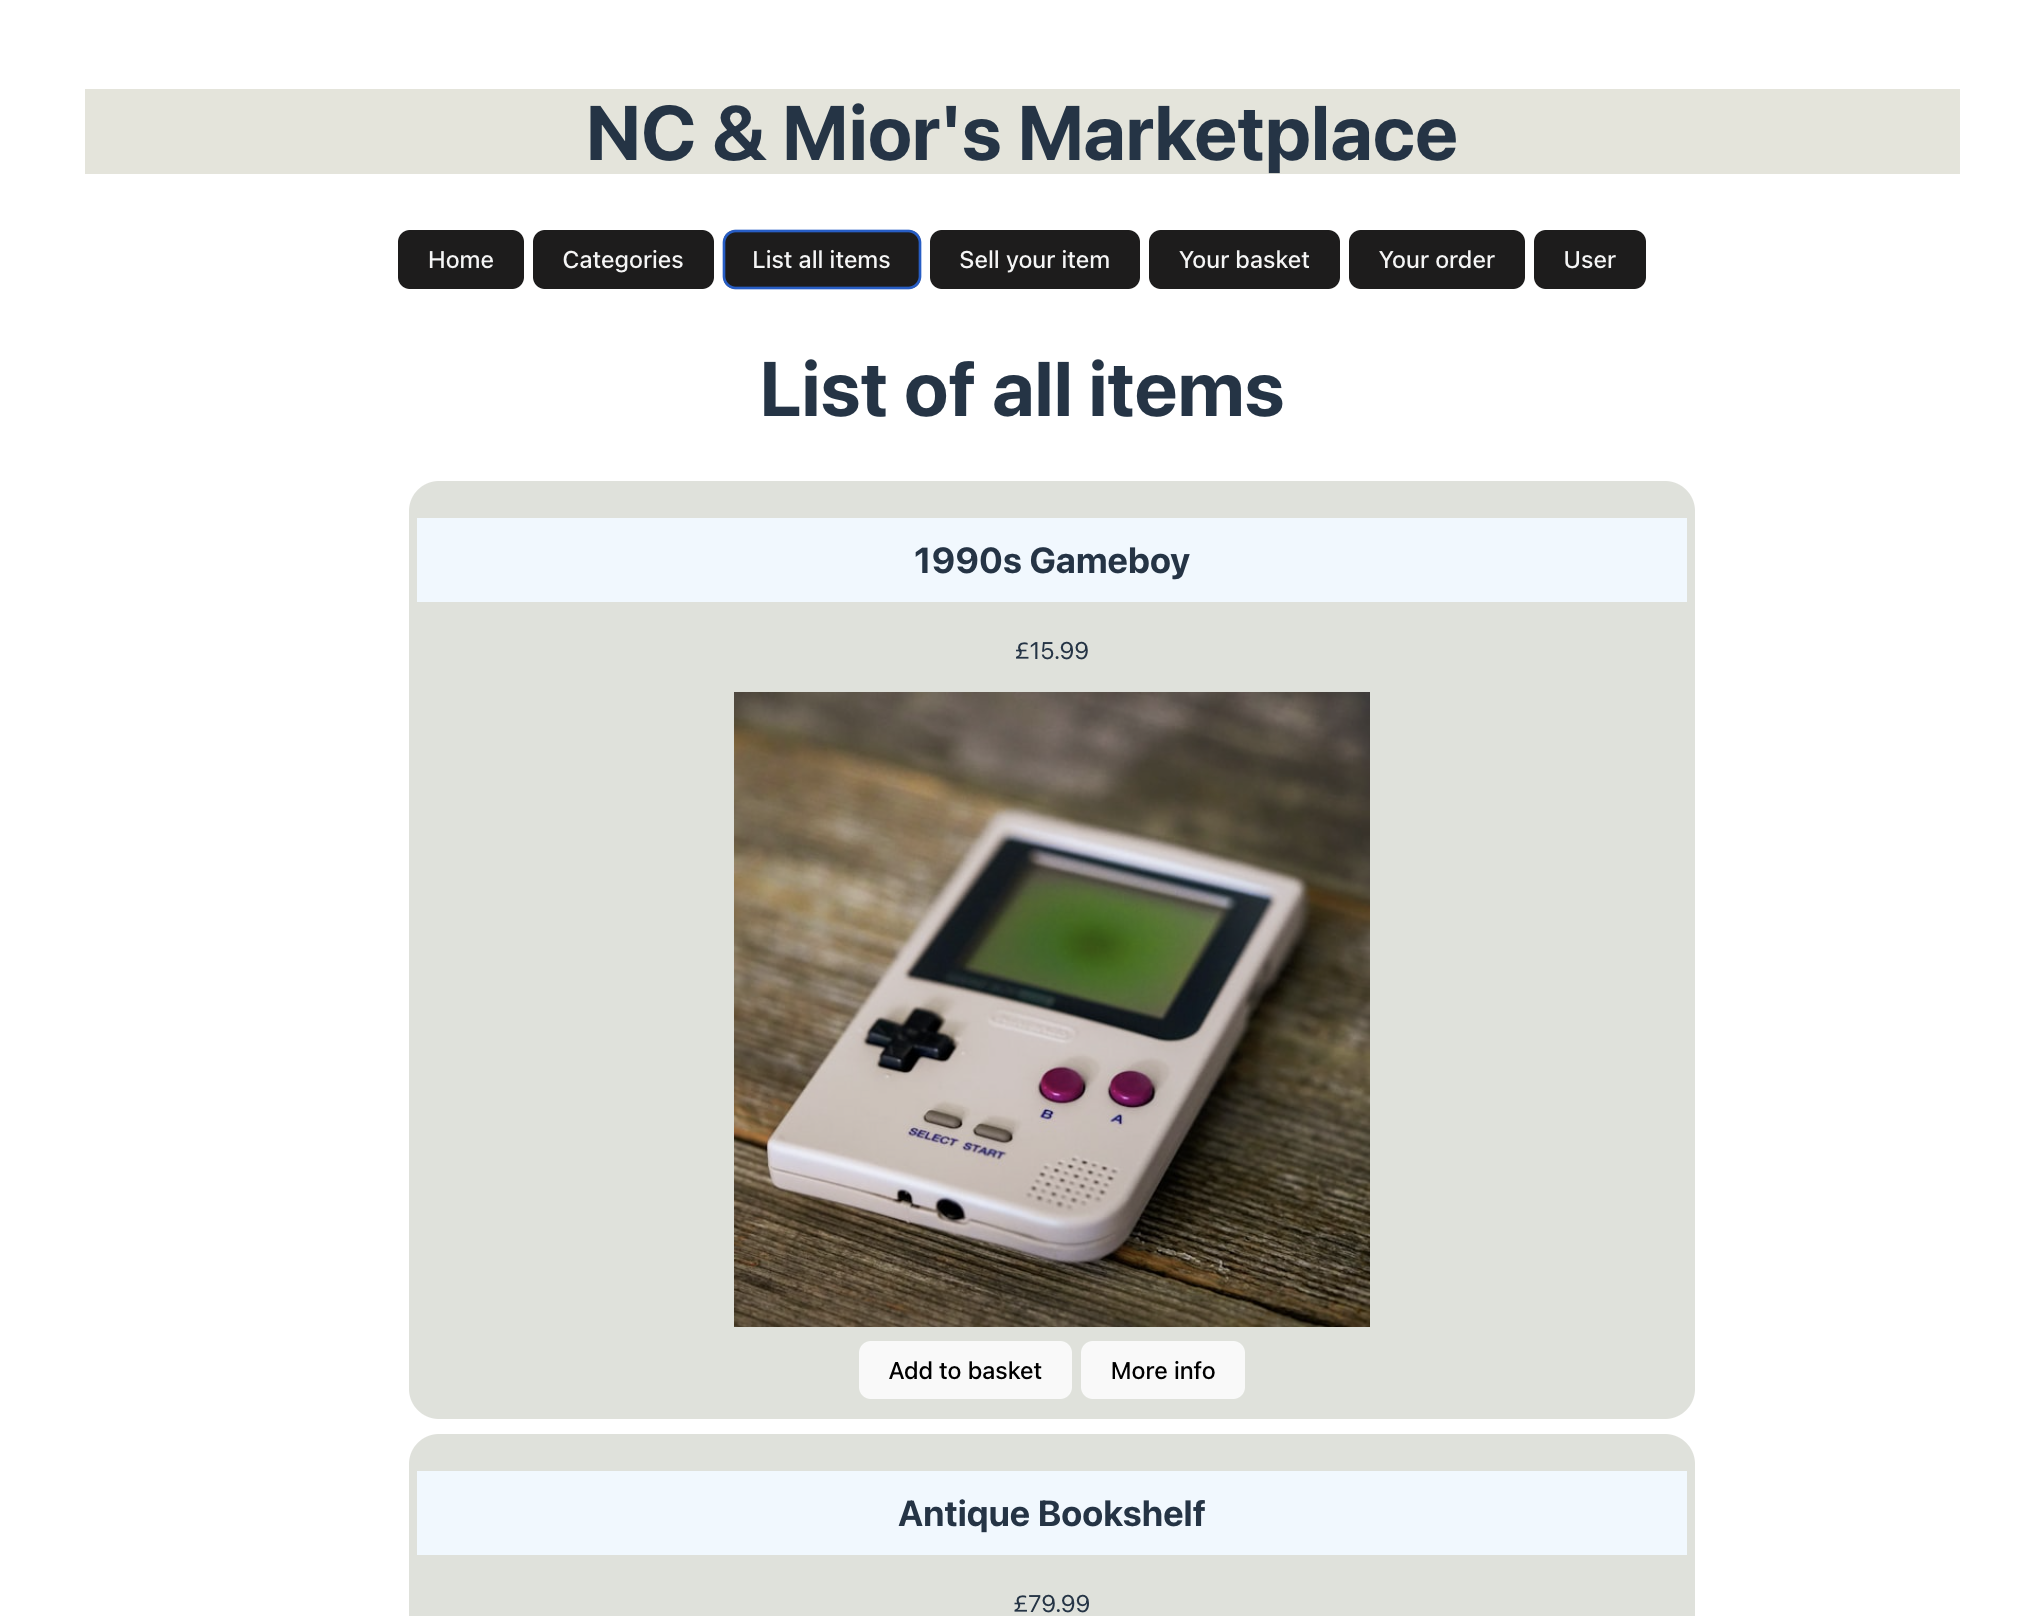 NC & Mior's Marketplace
Home Categories List all items Sell your item Your basket Your order User
List of all items
1990s Gameboy
£15.99
B A
SELECT START
Add to basket More info
Antique Bookshelf
£79.99